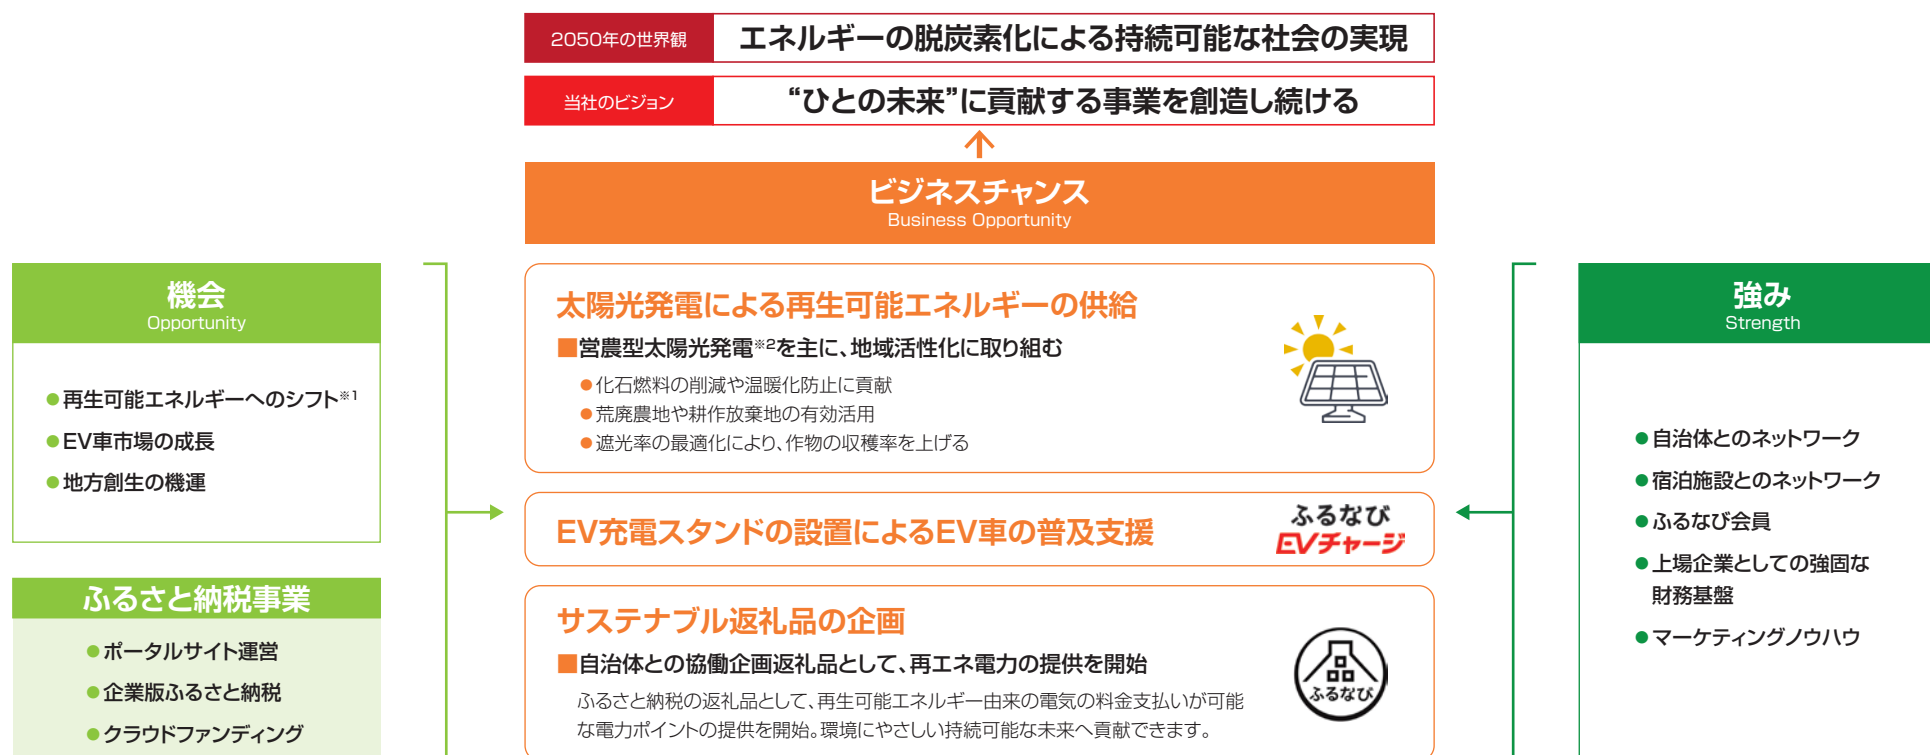 2050年の世界観
エネルギーの脱炭素化による持続可能な社会の実現
当社のビジョン
“ひとの未来”に貢献する事業を創造し続ける
ビジネスチャンス
Business Opportunity
機会
Opportunity
●再生可能エネルギーへのシフト※1
●EV車市場の成長
●地方創生の機運
ふるさと納税事業
●ポータルサイト運営
●企業版ふるさと納税
●クラウドファンディング
太陽光発電による再生可能エネルギーの供給
■営農型太陽光発電※2を主に、地域活性化に取り組む
●化石燃料の削減や温暖化防止に貢献
●荒廃農地や耕作放棄地の有効活用
●遮光率の最適化により、作物の収穫率を上げる
EV充電スタンドの設置によるEV車の普及支援
ふるなび
EVチャージ
サステナブル返礼品の企画
■自治体との協働企画返礼品として、再エネ電力の提供を開始
ふるさと納税の返礼品として、再生可能エネルギー由来の電気の料金支払いが可能
な電力ポイントの提供を開始。環境にやさしい持続可能な未来へ貢献できます。
ふるなび
強み
Strength
●自治体とのネットワーク
●宿泊施設とのネットワーク
●ふるなび会員
●上場企業としての強固な
財務基盤
●マーケティングノウハウ